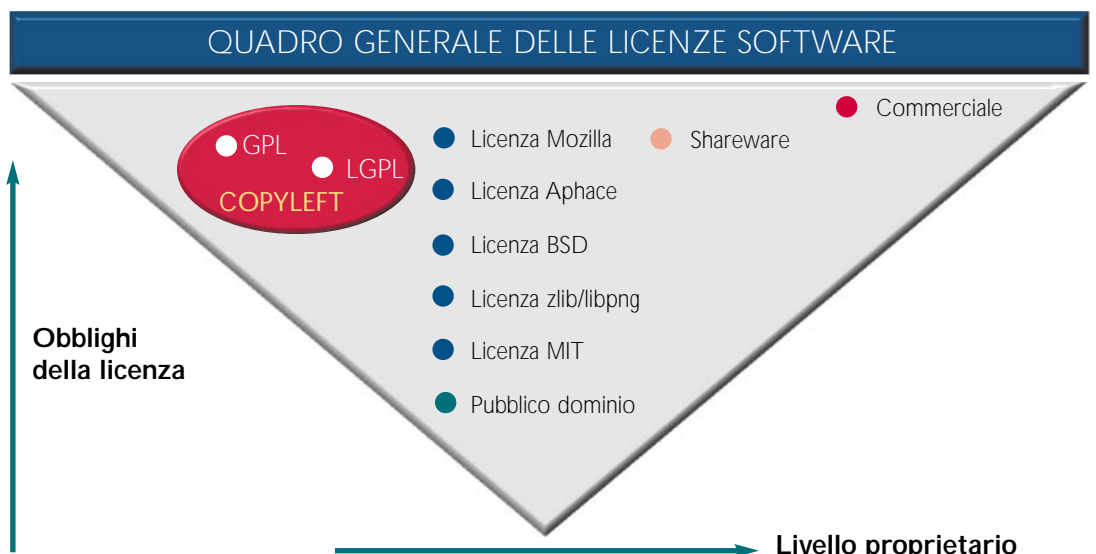 QUADRO GENERALE DELLE LICENZE SOFTWARE
Commerciale
GPL
LGPL
COPYLEFT
Licenza Mozilla
Shareware
Licenza Aphace
Licenza BSD
Licenza zlib/libpng
Licenza MIT
Pubblico dominio
Obblighi
della licenza
Livello proprietario